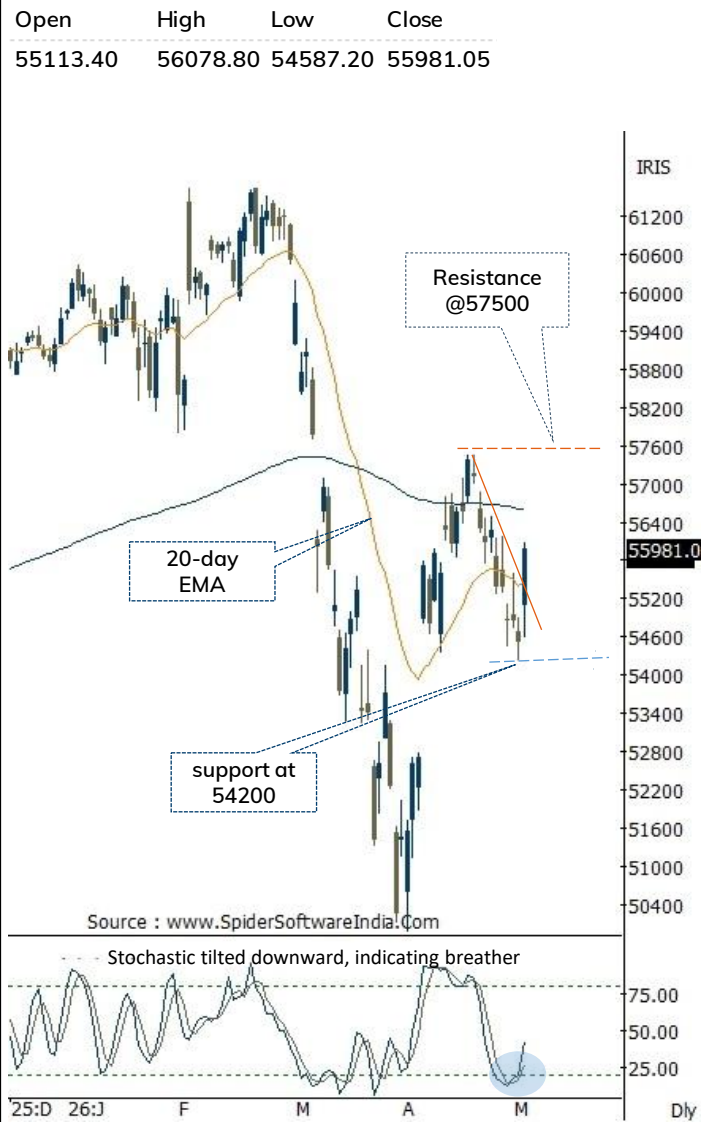 Open High Low Close
55113.40 56078.80 54587.20 55981.05
IRIS
61200
60600
Resistance
@57500
60000
59400
58800
58200
57600
57000
56400
20-day
EMA
55981.0
55200
54600
54000
53400
support at
54200
52800
52200
51600
51000
50400
Source : www.SpiderSoftwareIndia.Com
Stochastic tilted downward, indicating breather
75.00
50.00
25.00
'25:D 26:J F M A M Dly